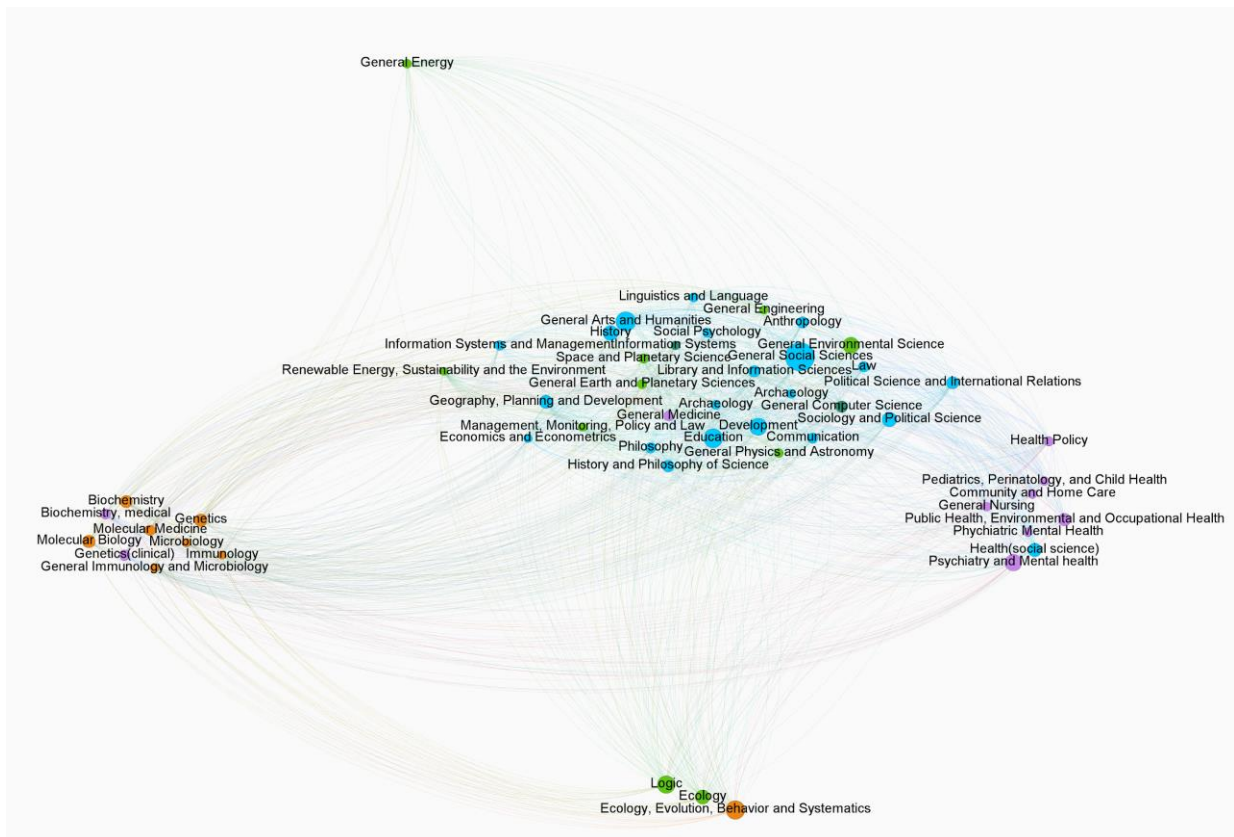 General Energy
Linguistics and Language
General Engineering
General Arts and Humanities
Anthropology
History
Social Psychology
Information Systems and Management
Information Systems
General Environmental Science
Space and Planetary Science
General Social Sciences
Renewable Energy, Sustainability and the Environment
Library and Information Sciences
Law
General Earth and Planetary Sciences
Political Science and International Relations
Archaeology
Geography, Planning and Development
Archaeology
General Computer Science
General Medicine
Sociology and Political Science
Management, Monitoring, Policy and Law
Development
Economics and Econometrics
Education
Communication
Health Policy
Philosophy
General Physics and Astronomy
History and Philosophy of Science
Pediatrics, Perinatology, and Child Health
Community and Home Care
Biochemistry
General Nursing
Biochemistry, medical
Genetics
Public Health, Environmental and Occupational Health
Molecular Medicine
Phychiatric Mental Health
Molecular Biology
Microbiology
Health(social science)
Genetics(clinical)
Immunology
Psychiatry and Mental health
General Immunology and Microbiology
Logic
Ecology
Ecology, Evolution, Behavior and Systematics